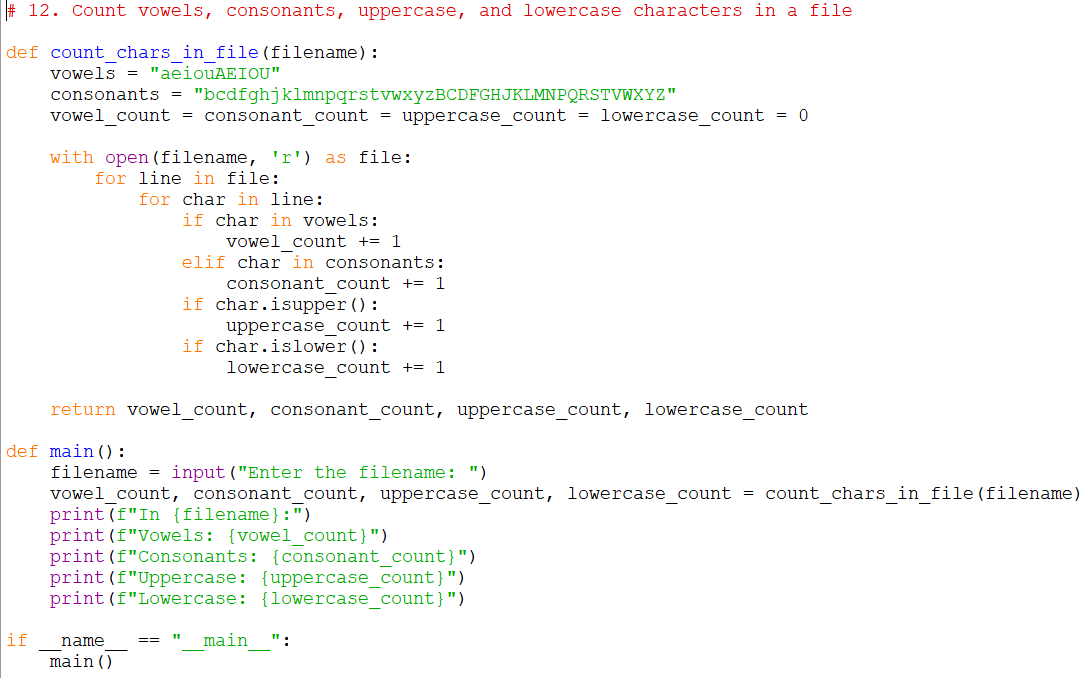 # 12. Count vowels, consonants, uppercase, and lowercase characters in a file

def count_chars_in_file(filename):
    vowels = "aeiouAEIOU"
    consonants = "bcdfghjklmnpqrstvwxyzBCDFGHJKLMNPQRSTVWXYZ"
    vowel_count = consonant_count = uppercase_count = lowercase_count = 0

    with open(filename, 'r') as file:
        for line in file:
            for char in line:
                if char in vowels:
                    vowel_count += 1
                elif char in consonants:
                    consonant_count += 1
                if char.isupper():
                    uppercase_count += 1
                if char.islower():
                    lowercase_count += 1

    return vowel_count, consonant_count, uppercase_count, lowercase_count

def main():
    filename = input("Enter the filename: ")
    vowel_count, consonant_count, uppercase_count, lowercase_count = count_chars_in_file(filename)
    print(f"In {filename}:")
    print(f"Vowels: {vowel_count}")
    print(f"Consonants: {consonant_count}")
    print(f"Uppercase: {uppercase_count}")
    print(f"Lowercase: {lowercase_count}")

if __name__ == "__main__":
    main()